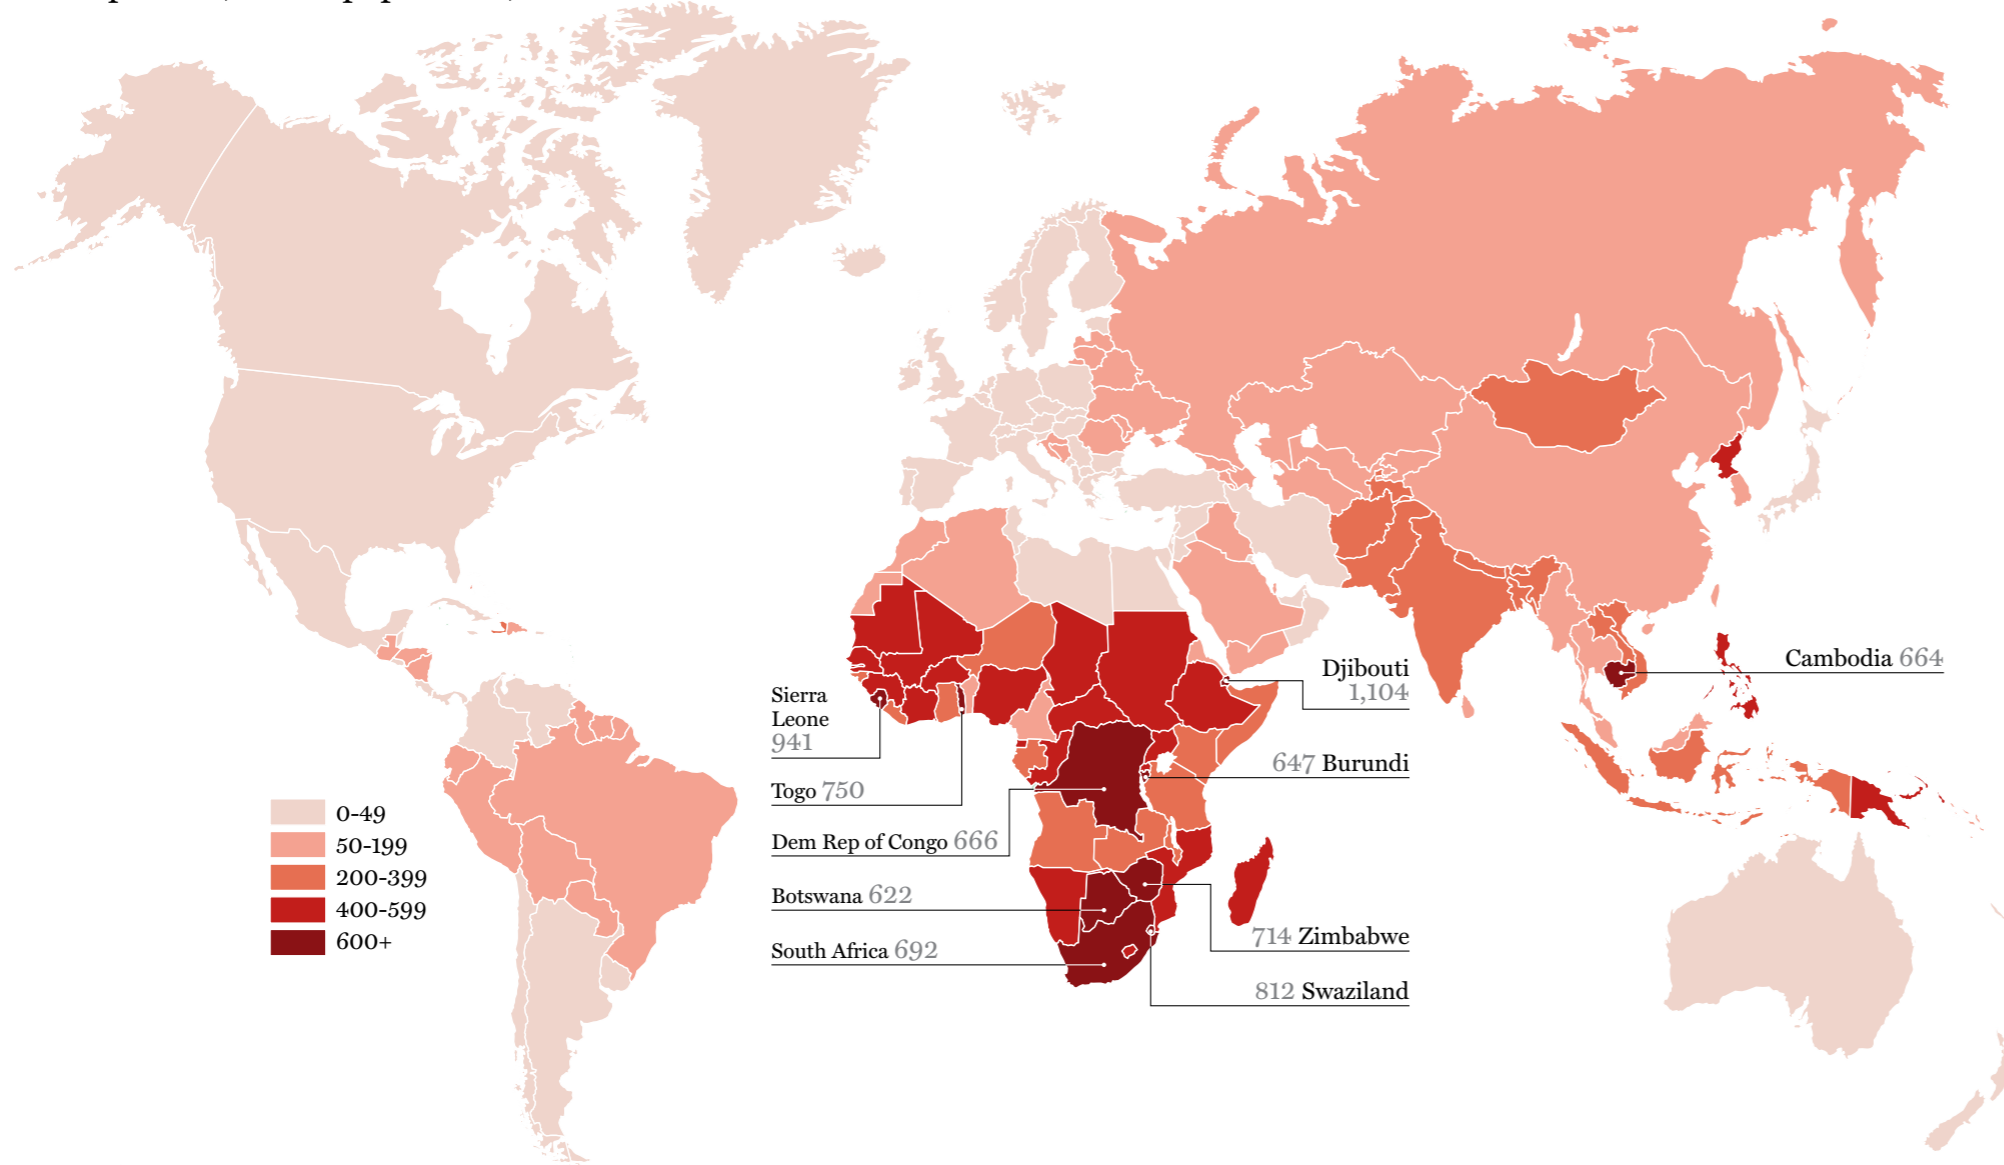 Sierra
Leone
941
Togo 750
Dem Rep of Congo 666
Botswana 622
South Africa 692
Djibouti
1,104
647 Burundi
714 Zimbabwe
812 Swaziland
Cambodia 664
0-49
50-199
200-399
400-599
600+